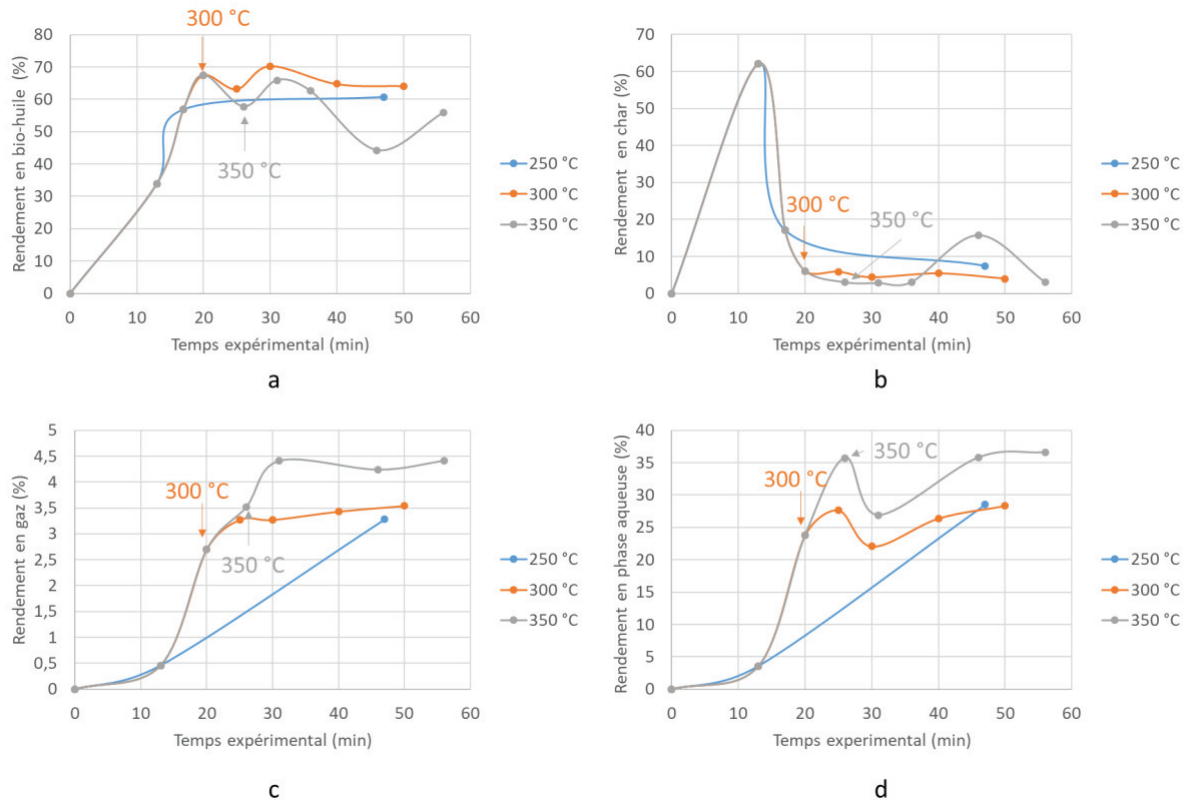 300 °C
80
70
60
50
40
30
20
10
0
0 10 20 30 40 50 60
Rendement en bio-huile (%)
Temps expérimental (min)
350 °C
250 °C
300 °C
350 °C
a
70
60
50
40
30
20
10
0
0 10 20 30 40 50 60
Rendement en char (%)
Temps expérimental (min)
300 °C
350 °C
250 °C
300 °C
350 °C
b
5
4,5
4
3,5
3
2,5
2
1,5
1
0,5
0
0 10 20 30 40 50 60
Rendement en gaz (%)
Temps expérimental (min)
300 °C
350 °C
250 °C
300 °C
350 °C
c
40
35
30
25
20
15
10
5
0
0 10 20 30 40 50 60
Rendement en phase aqueuse (%)
Temps expérimental (min)
350 °C
300 °C
250 °C
300 °C
350 °C
d